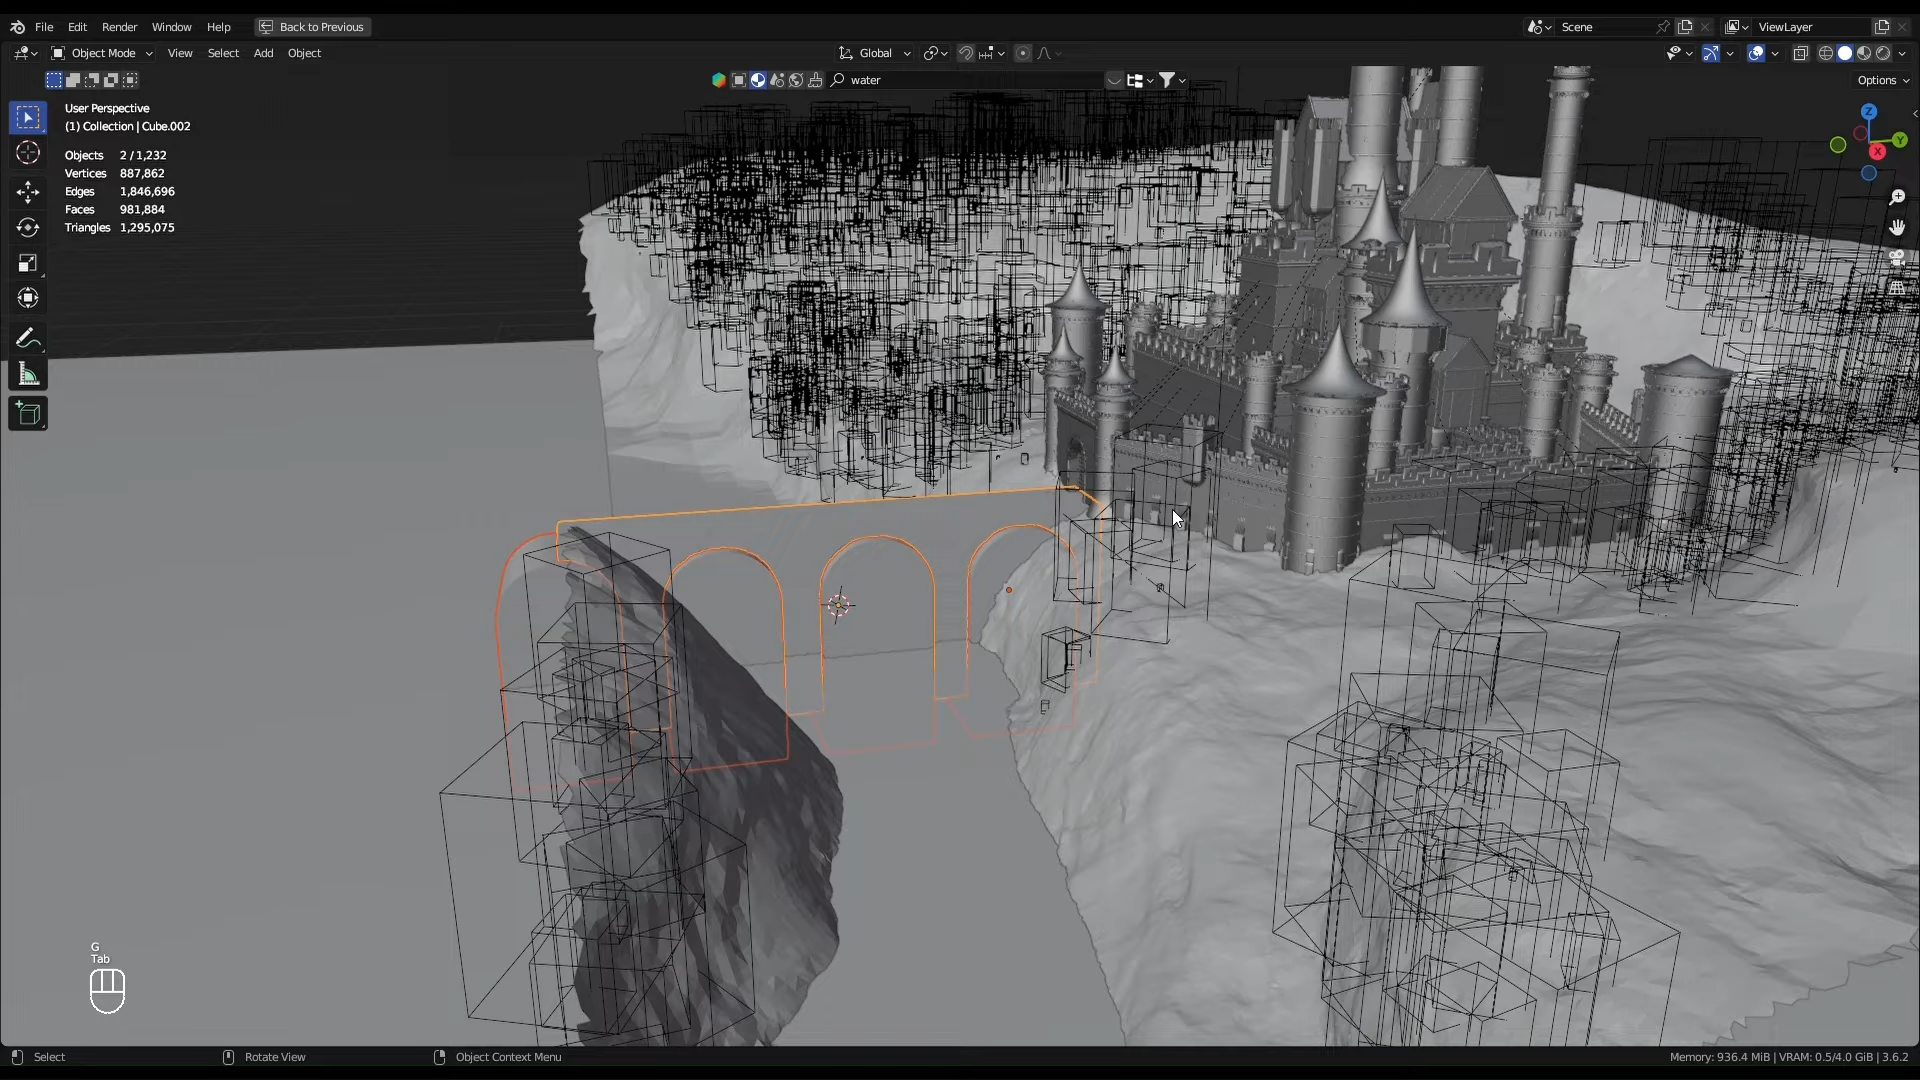 File Edit Render Window Help Back to Previous Scene ViewLayer
Object Mode View Select Add Object Global
water Options
User Perspective
(1) Collection | Cube.002
Objects 2 / 1,232
Vertices 887,862
Edges 1,846,696
Faces 981,884
Triangles 1,295,075
Z
Y
X
G
Tab
Select Rotate View Object Context Menu Memory: 936.4 MiB | VRAM: 0.5/4.0 GiB | 3.6.2